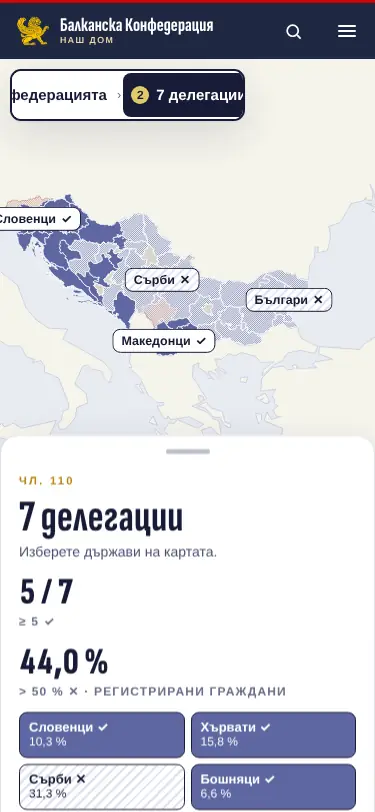 Балканска Конфедерация
НАШ ДОМ
федерацията › 2 7 делегации
Словенци ✓
Сърби ✕
Българи ✕
Македонци ✓
ЧЛ. 110
7 делегации
Изберете държави на картата.
5 / 7
≥ 5 ✓
44,0 %
> 50 % ✕ · РЕГИСТРИРАНИ ГРАЖДАНИ
Словенци ✓
10,3 %
Хървати ✓
15,8 %
Сърби ✕
31,3 %
Бошняци ✓
6,6 %